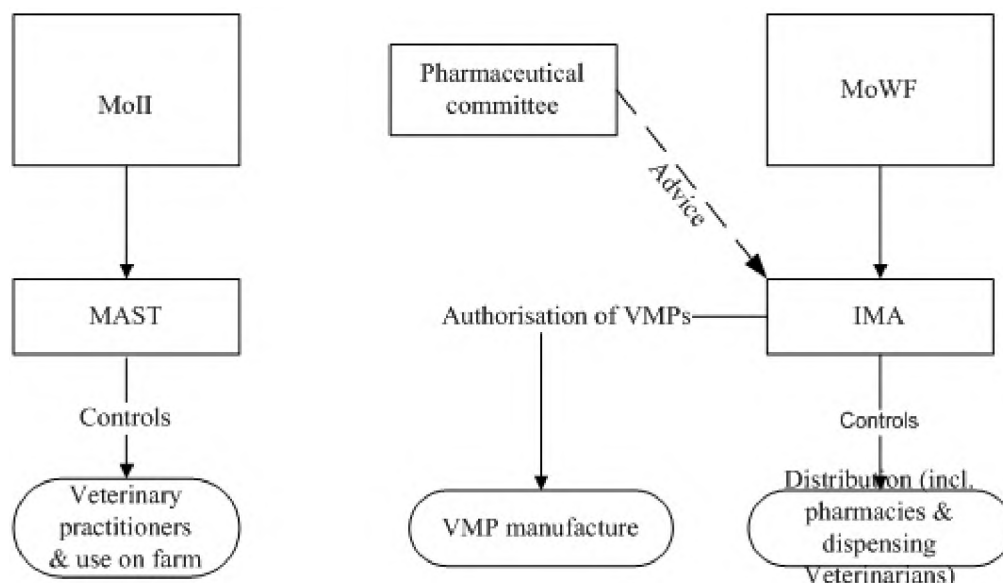 MoII
Pharmaceutical
committee
MoWF
Advice
MAST
Authorisation of VMPs
IMA
Controls
Controls
Veterinary
practitioners
& use on farm
VMP manufacture
Distribution (incl.
pharmacies &
dispensing
Veterinarians)